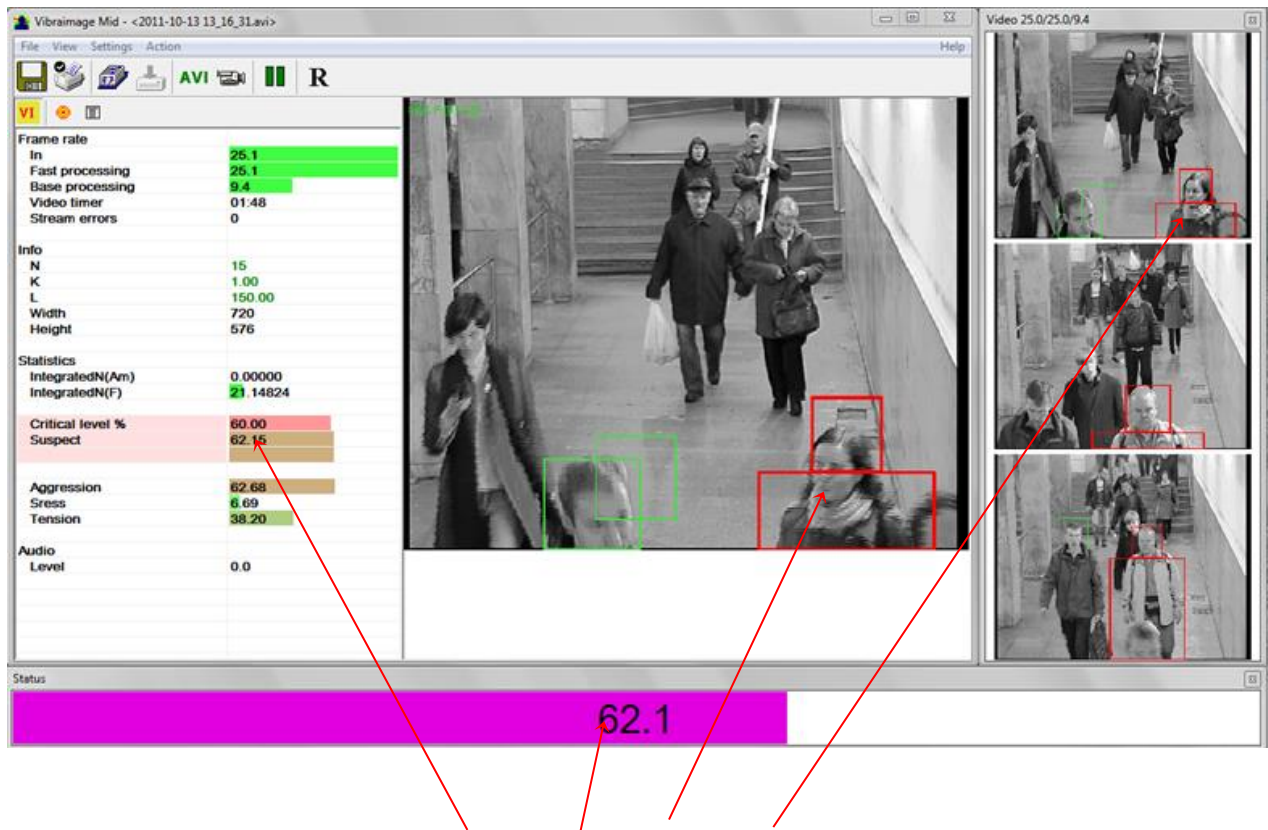 Vibraimage Mid - <2011-10-13 13_16_31.avi>
File View Settings Action Help
AVI R
VI
Frame rate
In 25.1
Fast processing 25.1
Base processing 9.4
Video timer 01:48
Stream errors 0
Info
N 15
K 1.00
L 150.00
Width 720
Height 576
Statistics
IntegratedN(Am) 0.00000
IntegratedN(F) 21.14824
Critical level % 60.00
Suspect 62.15
Aggression 62.68
Sress 6.69
Tension 38.20
Audio
Level 0.0
Video 25.0/25.0/9.4
Status
62.1